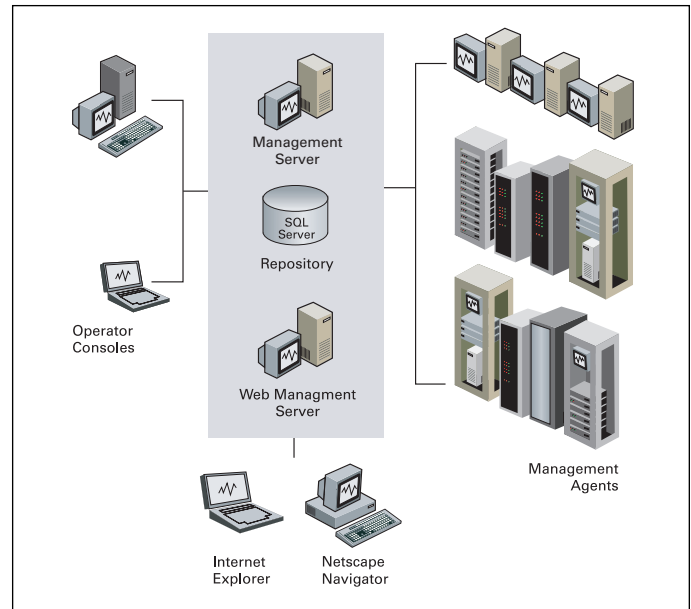 Management
Server
SQL
Server
Repository
Operator
Consoles
Web Managment
Server
Management
Agents
Internet
Explorer
Netscape
Navigator